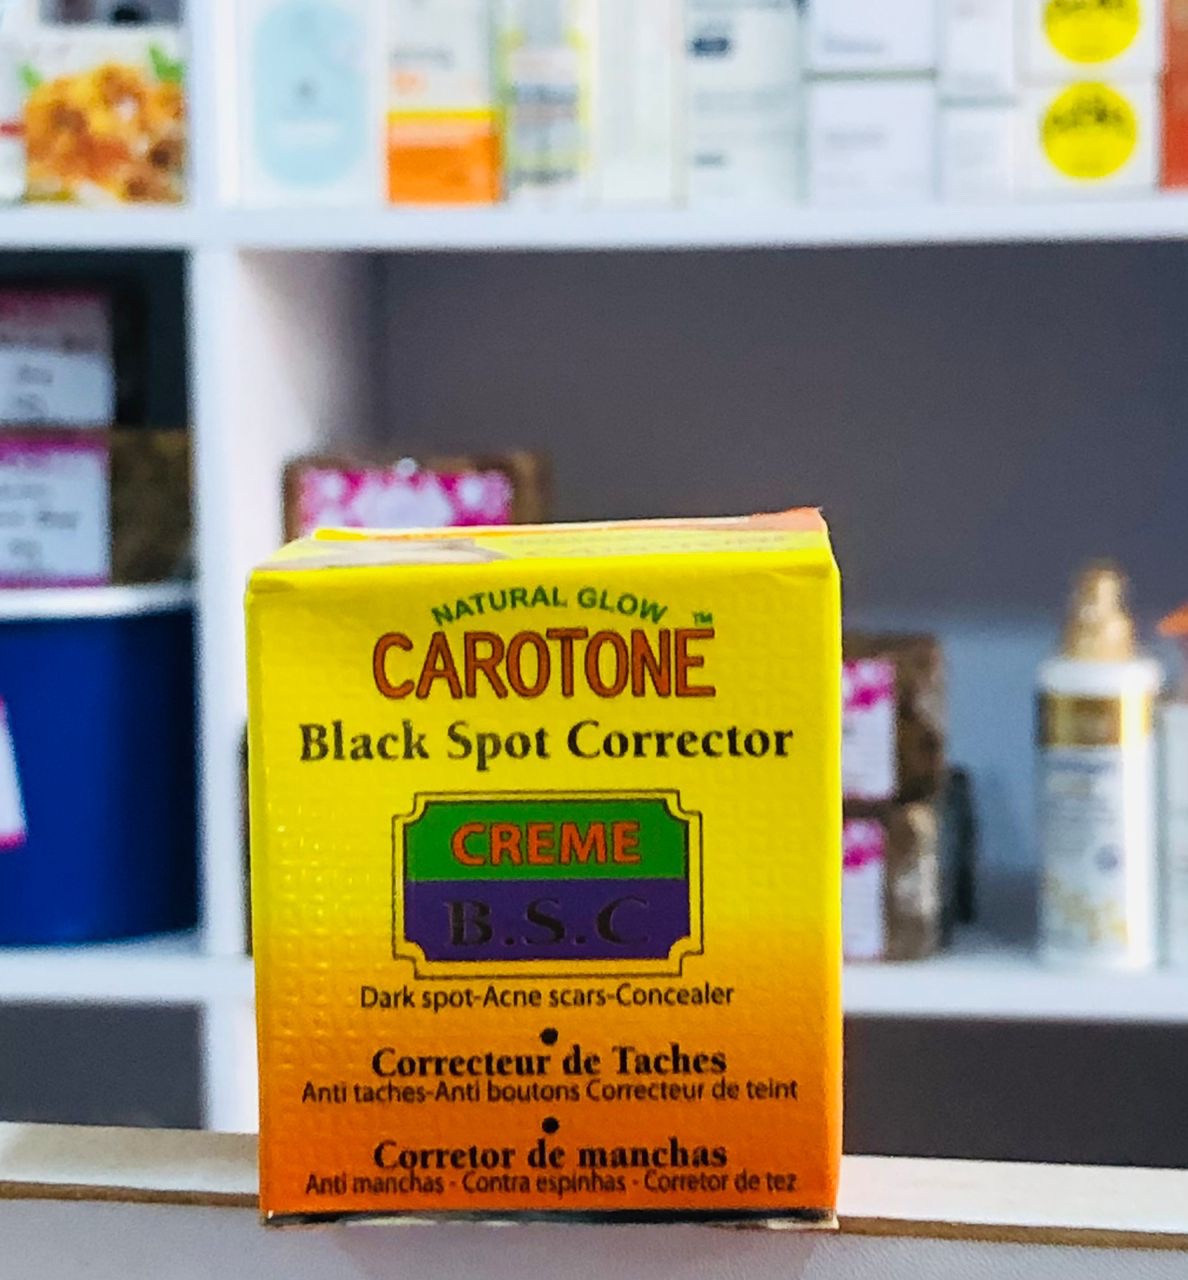 NATURAL GLOW
CAROTONE™
Black Spot Corrector
CREME
B.S.C
Dark spot-Acne scars-Concealer
Correcteur de Taches
Anti taches-Anti boutons Correcteur de teint
Corretor de manchas
Anti manchas - Contra espinhas - Corretor de tez